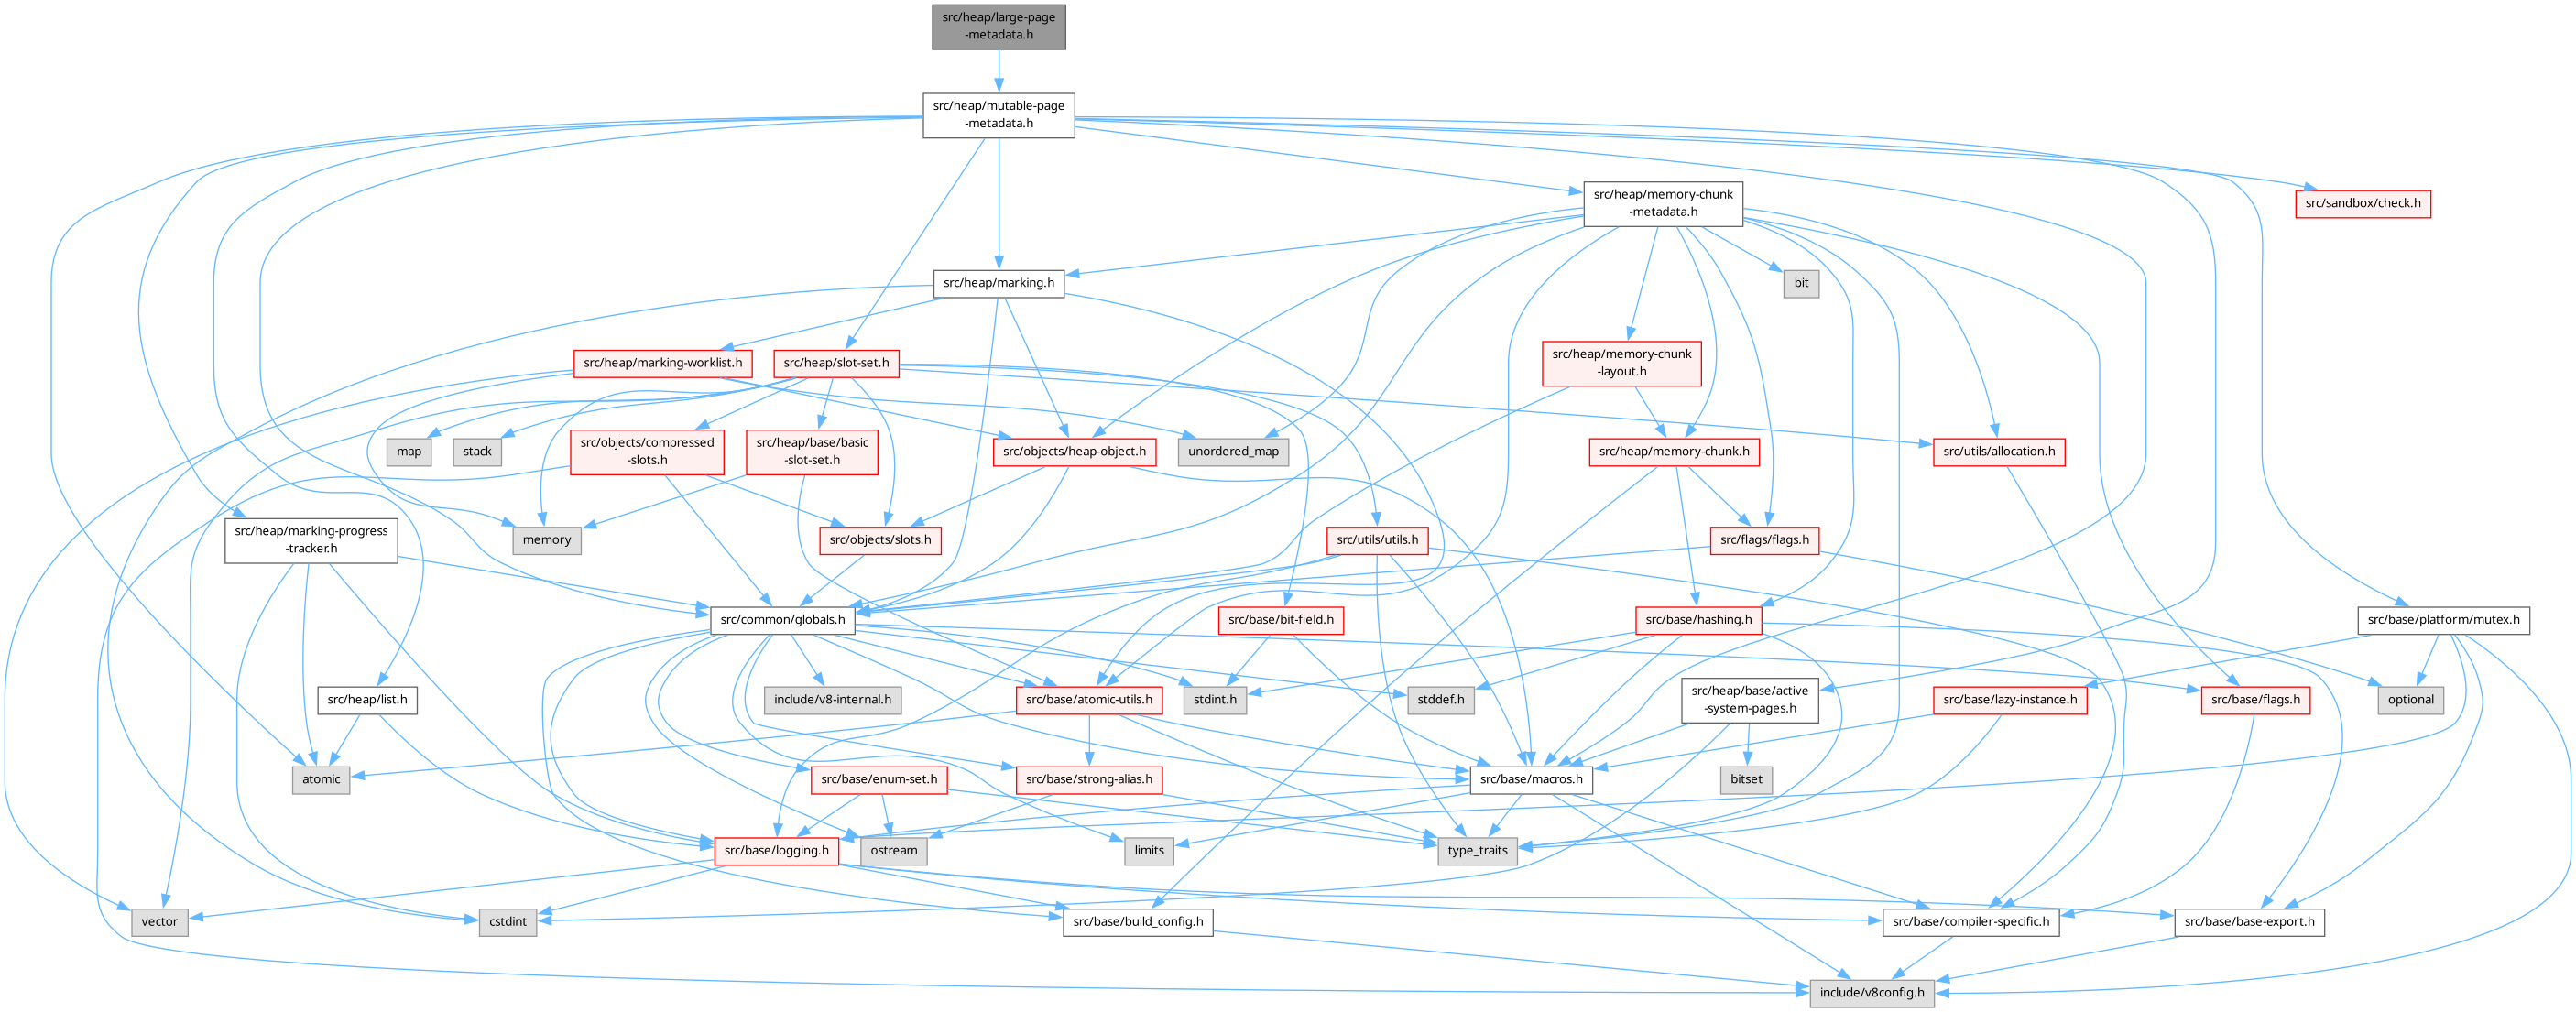 src/heap/large-page
-metadata.h
src/heap/mutable-page
-metadata.h
src/heap/memory-chunk
-metadata.h
src/sandbox/check.h
src/heap/marking.h
bit
src/heap/marking-worklist.h
src/heap/slot-set.h
src/heap/memory-chunk
-layout.h
map
stack
src/objects/compressed
-slots.h
src/heap/base/basic
-slot-set.h
src/objects/heap-object.h
unordered_map
src/heap/memory-chunk.h
src/utils/allocation.h
src/heap/marking-progress
-tracker.h
memory
src/objects/slots.h
src/utils/utils.h
src/flags/flags.h
src/common/globals.h
src/base/bit-field.h
src/base/hashing.h
src/base/platform/mutex.h
src/heap/list.h
include/v8-internal.h
src/base/atomic-utils.h
stdint.h
stddef.h
src/heap/base/active
-system-pages.h
src/base/lazy-instance.h
src/base/flags.h
optional
atomic
src/base/enum-set.h
src/base/strong-alias.h
src/base/macros.h
bitset
src/base/logging.h
ostream
limits
type_traits
vector
cstdint
src/base/build_config.h
src/base/compiler-specific.h
src/base/base-export.h
include/v8config.h